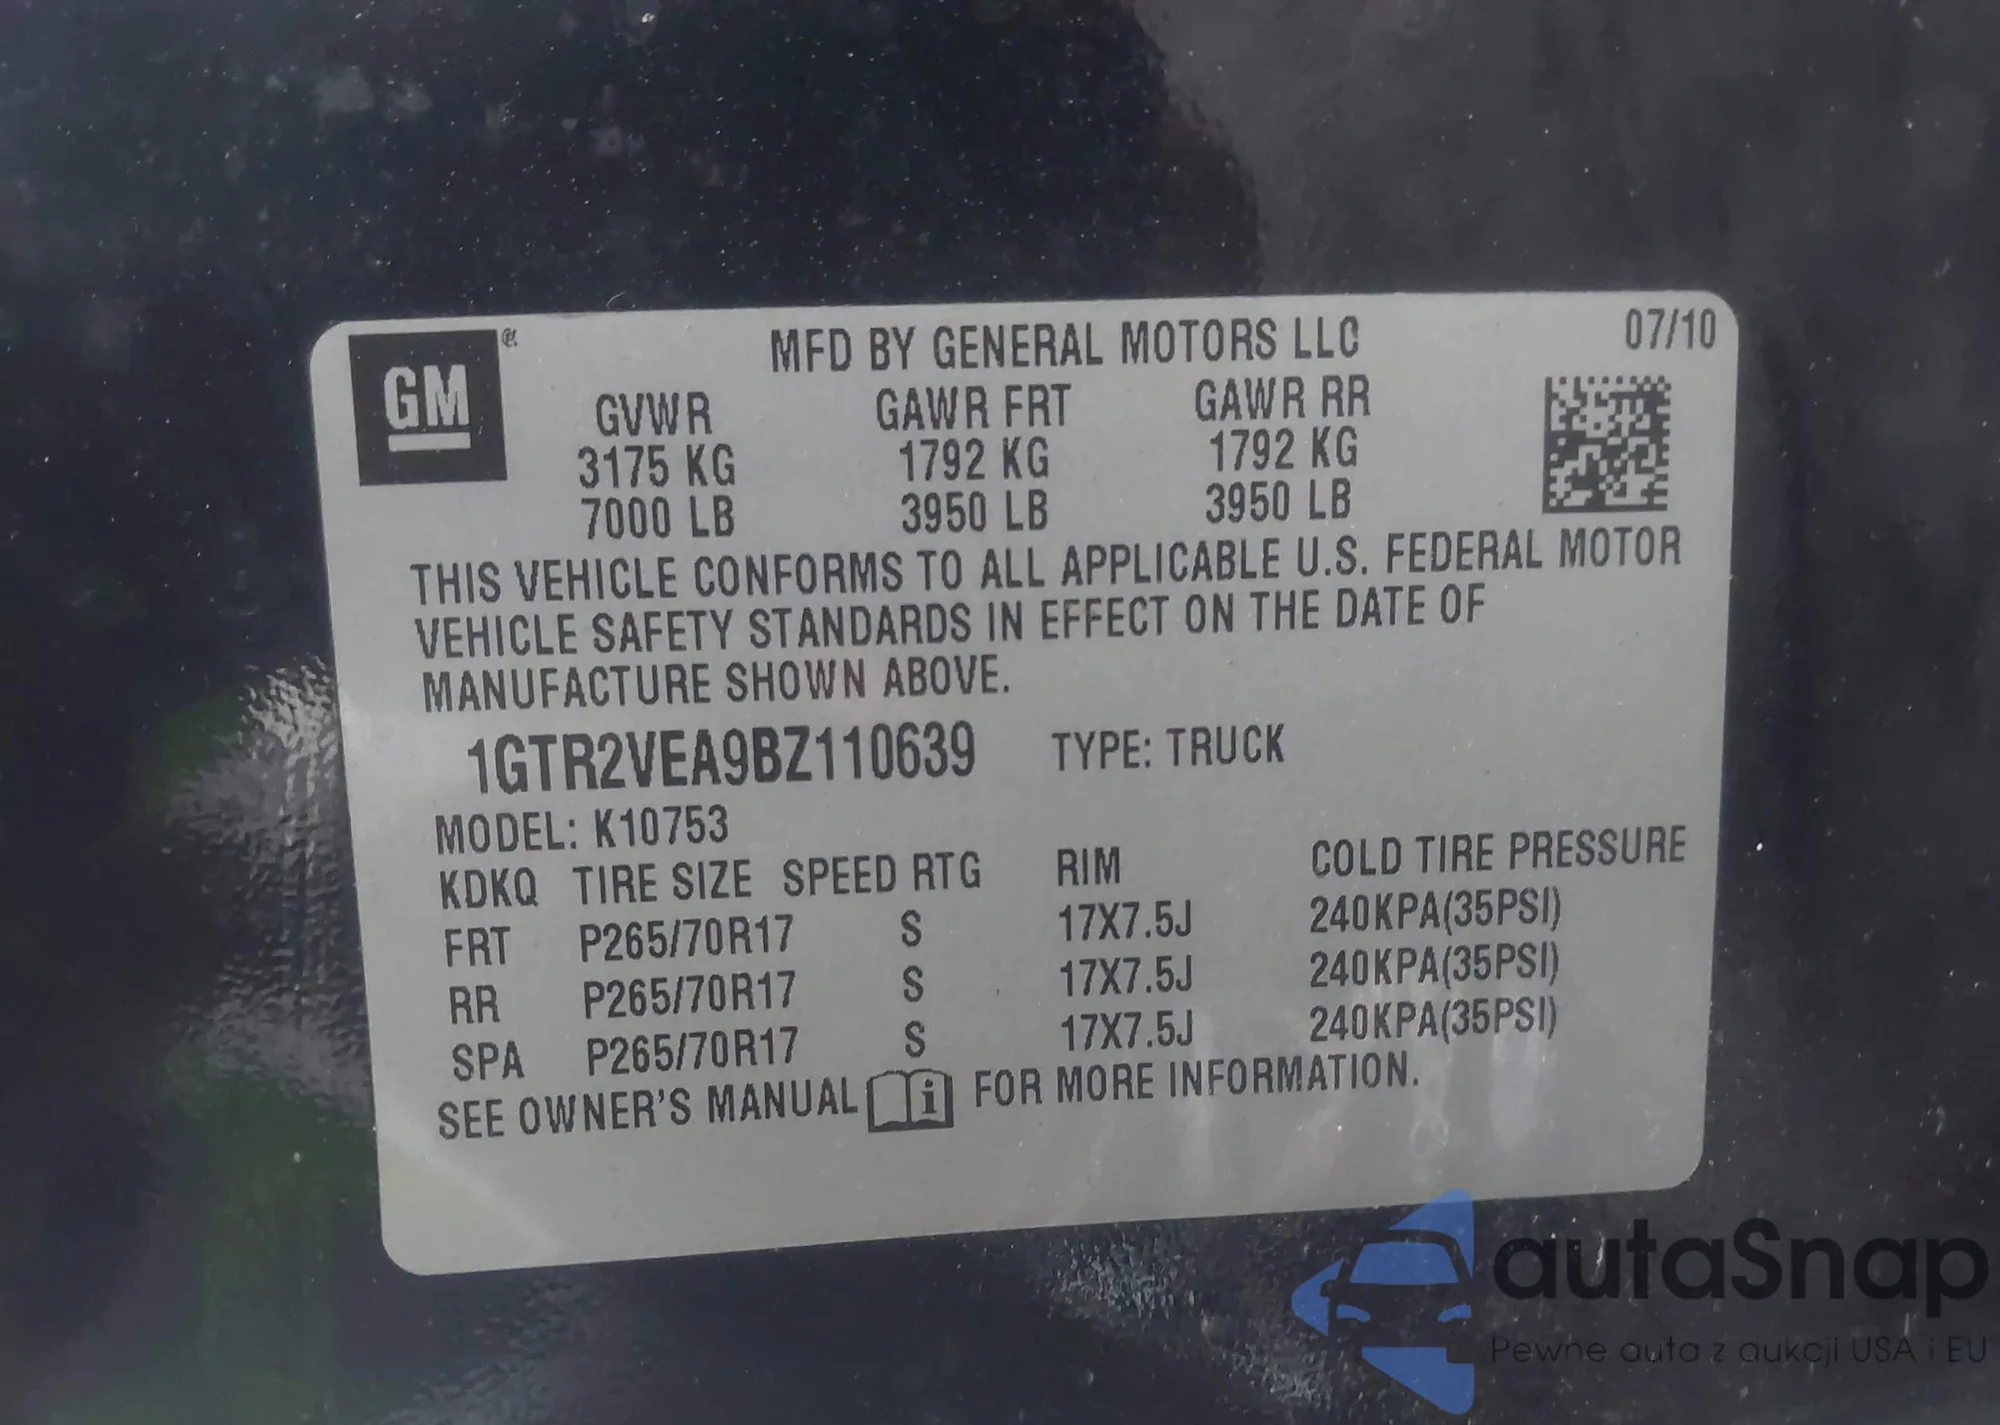 GM
MFD BY GENERAL MOTORS LLC 07/10
GVWR GAWR FRT GAWR RR
3175 KG 1792 KG 1792 KG
7000 LB 3950 LB 3950 LB
THIS VEHICLE CONFORMS TO ALL APPLICABLE U.S. FEDERAL MOTOR
VEHICLE SAFETY STANDARDS IN EFFECT ON THE DATE OF
MANUFACTURE SHOWN ABOVE.
1GTR2VEA9BZ110639 TYPE: TRUCK
MODEL: K10753
KDKQ TIRE SIZE SPEED RTG RIM COLD TIRE PRESSURE
FRT P265/70R17 S 17X7.5J 240KPA(35PSI)
RR P265/70R17 S 17X7.5J 240KPA(35PSI)
SPA P265/70R17 S 17X7.5J 240KPA(35PSI)
SEE OWNER'S MANUAL i FOR MORE INFORMATION.
autaSnap
Pewne auta z aukcji USA i EU